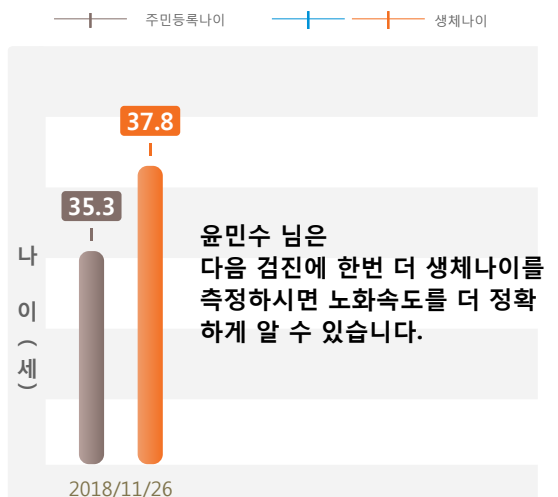 주민등록나이 생체나이
37.8
35.3
나이(세)
윤민수 님은
다음 검진에 한번 더 생체나이를
측정하시면 노화속도를 더 정확
하게 알 수 있습니다.
2018/11/26